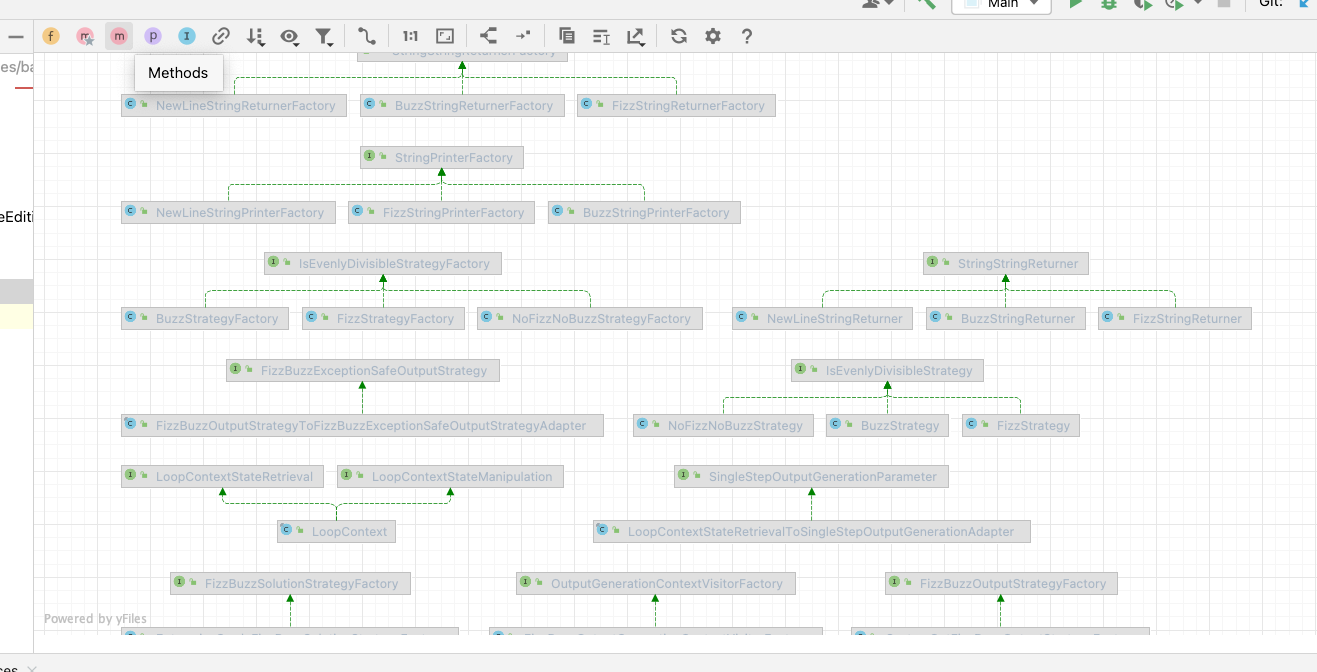 Main
Git:
f m m p I 1:1 ?
es/ba
Methods
StringStringReturnerFactory
NewLineStringReturnerFactory BuzzStringReturnerFactory FizzStringReturnerFactory
StringPrinterFactory
NewLineStringPrinterFactory FizzStringPrinterFactory BuzzStringPrinterFactory
eEditi
IsEvenlyDivisibleStrategyFactory StringStringReturner
BuzzStrategyFactory FizzStrategyFactory NoFizzNoBuzzStrategyFactory NewLineStringReturner BuzzStringReturner FizzStringReturner
FizzBuzzExceptionSafeOutputStrategy IsEvenlyDivisibleStrategy
FizzBuzzOutputStrategyToFizzBuzzExceptionSafeOutputStrategyAdapter NoFizzNoBuzzStrategy BuzzStrategy FizzStrategy
LoopContextStateRetrieval LoopContextStateManipulation SingleStepOutputGenerationParameter
LoopContext LoopContextStateRetrievalToSingleStepOutputGenerationAdapter
FizzBuzzSolutionStrategyFactory OutputGenerationContextVisitorFactory FizzBuzzOutputStrategyFactory
Powered by yFiles
ces